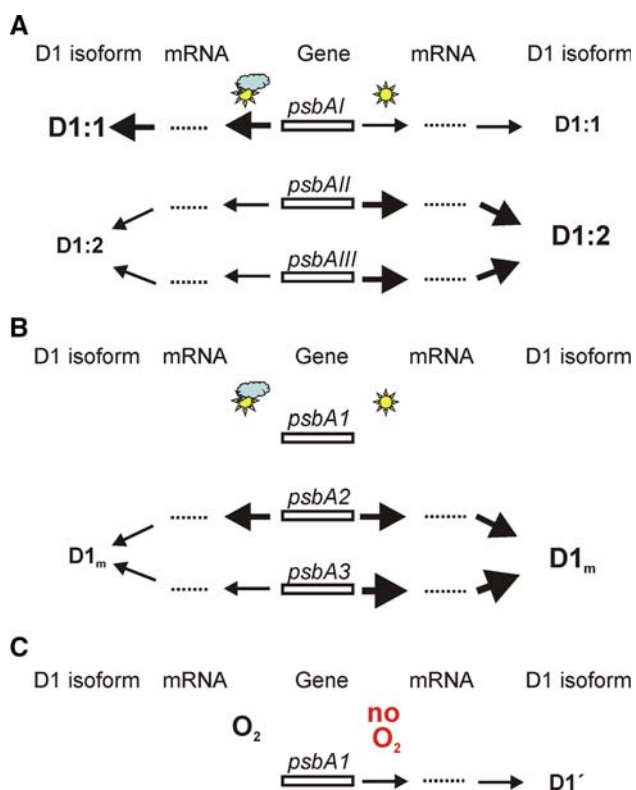 A
D1 isoform mRNA Gene mRNA D1 isoform
psbAI
D1:1 D1:1
psbAII
D1:2 D1:2
psbAIII
B
D1 isoform mRNA Gene mRNA D1 isoform
psbA1
psbA2
D1m D1m
psbA3
C
D1 isoform mRNA Gene mRNA D1 isoform
O2 no O2
psbA1
D1´